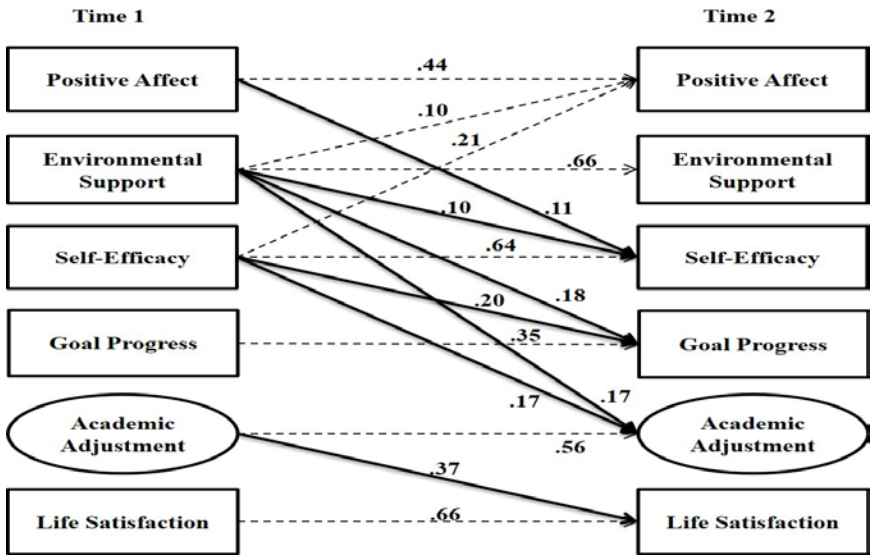 Time 1 Time 2
Positive Affect .44 Positive Affect
.10
.21
Environmental
Support .66 Environmental
Support
.10 .11
Self-Efficacy .64 Self-Efficacy
.20 .18
Goal Progress .35 Goal Progress
.17 .17
Academic
Adjustment .56 Academic
Adjustment
.37
Life Satisfaction .66 Life Satisfaction